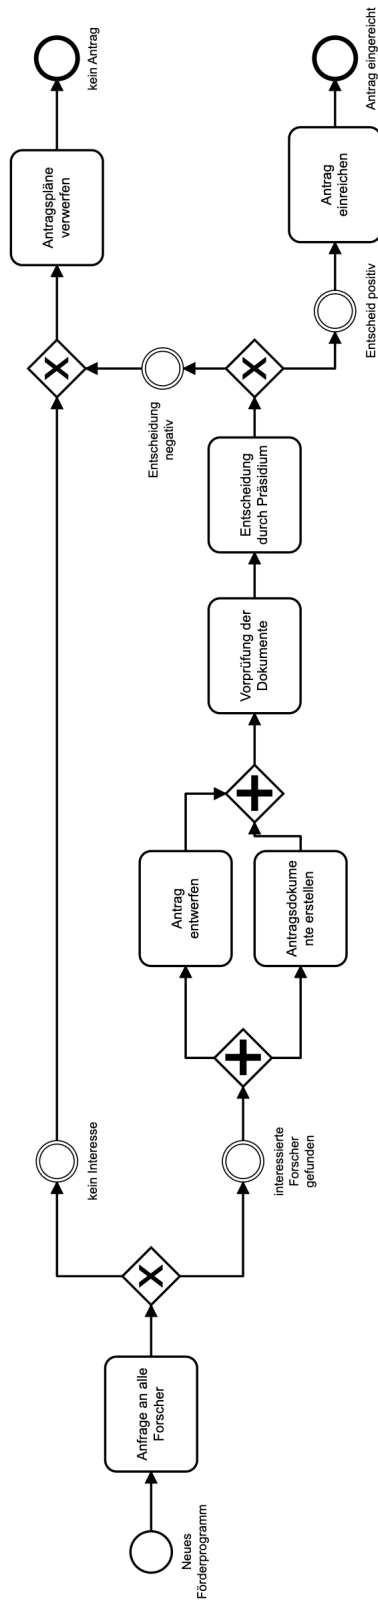 Neues
Förderprogramm
Anfrage an alle
Forscher
kein Interesse
interessierte
Forscher
gefunden
Antrag
entwerfen
Antragsdokume
nte erstellen
Vorprüfung der
Dokumente
Entscheidung
durch Präsidium
Entscheidung
negativ
Antragspläne
verwerfen
kein Antrag
Entscheid positiv
Antrag
einreichen
Antrag eingereicht